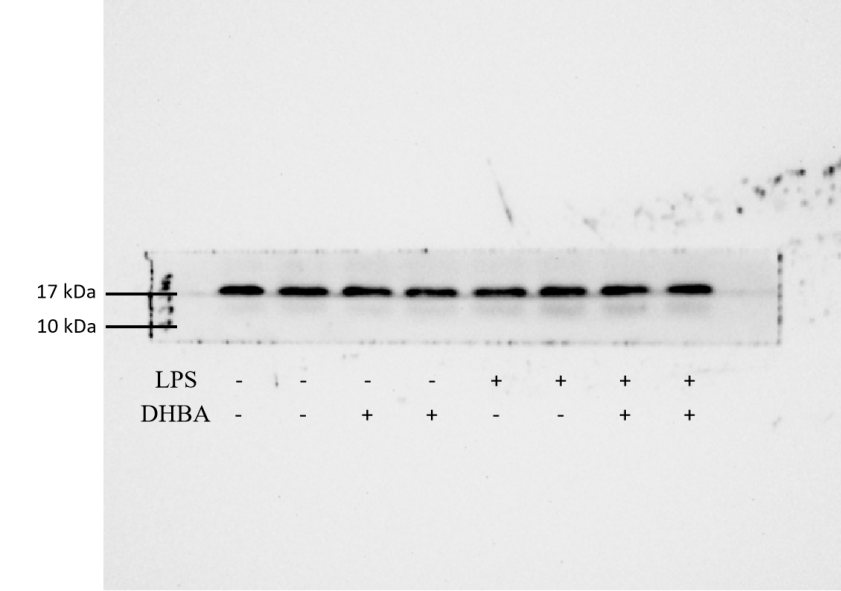 17 kDa
10 kDa
LPS - - - - + + + +
DHBA - - + + - - + +